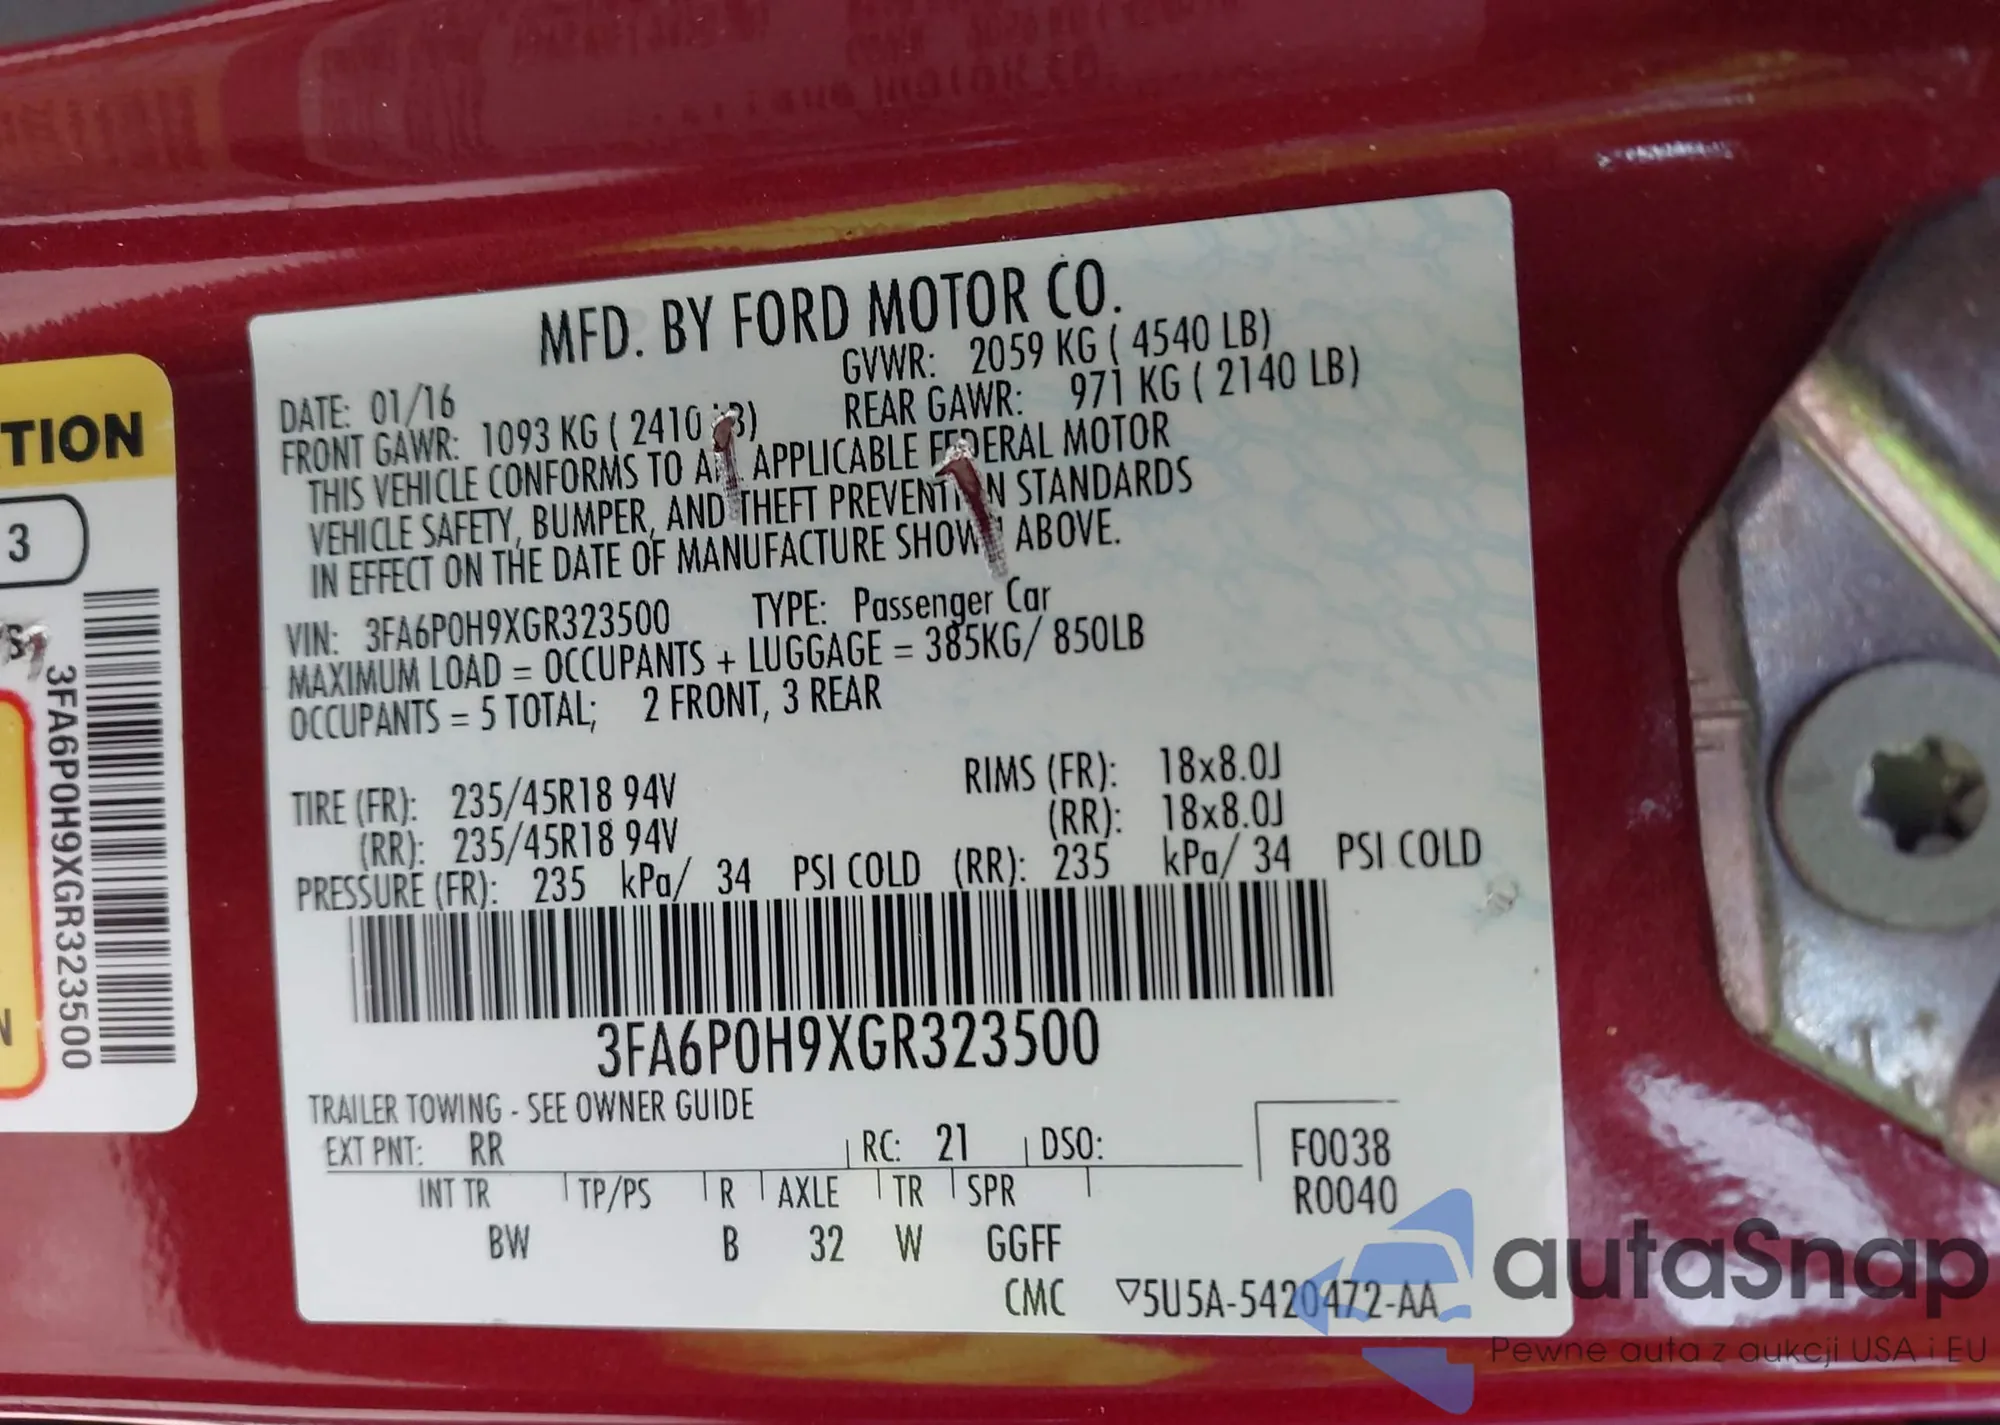 MFD. BY FORD MOTOR CO.
DATE: 01/16 GVWR: 2059 KG ( 4540 LB)
FRONT GAWR: 1093 KG ( 2410 B) REAR GAWR: 971 KG ( 2140 LB)
THIS VEHICLE CONFORMS TO APPLICABLE FEDERAL MOTOR
VEHICLE SAFETY, BUMPER, AND THEFT PREVENTION STANDARDS
IN EFFECT ON THE DATE OF MANUFACTURE SHOWN ABOVE.
VIN: 3FA6P0H9XGR323500 TYPE: Passenger Car
MAXIMUM LOAD = OCCUPANTS + LUGGAGE = 385KG/ 850LB
OCCUPANTS = 5 TOTAL; 2 FRONT, 3 REAR
TIRE (FR): 235/45R18 94V RIMS (FR): 18x8.0J
(RR): 235/45R18 94V (RR): 18x8.0J
PRESSURE (FR): 235 kPa/ 34 PSI COLD (RR): 235 kPa/ 34 PSI COLD
3FA6P0H9XGR323500
TRAILER TOWING - SEE OWNER GUIDE
EXT PNT: RR RC: 21 DSO: F0038
INT TR TP/PS R AXLE TR SPR R0040
BW B 32 W GGFF
CMC ▽5U5A-5420472-AA
TION
3
3FA6P0H9XGR323500
N
autaSnap
Pewne auta z aukcji USA i EU